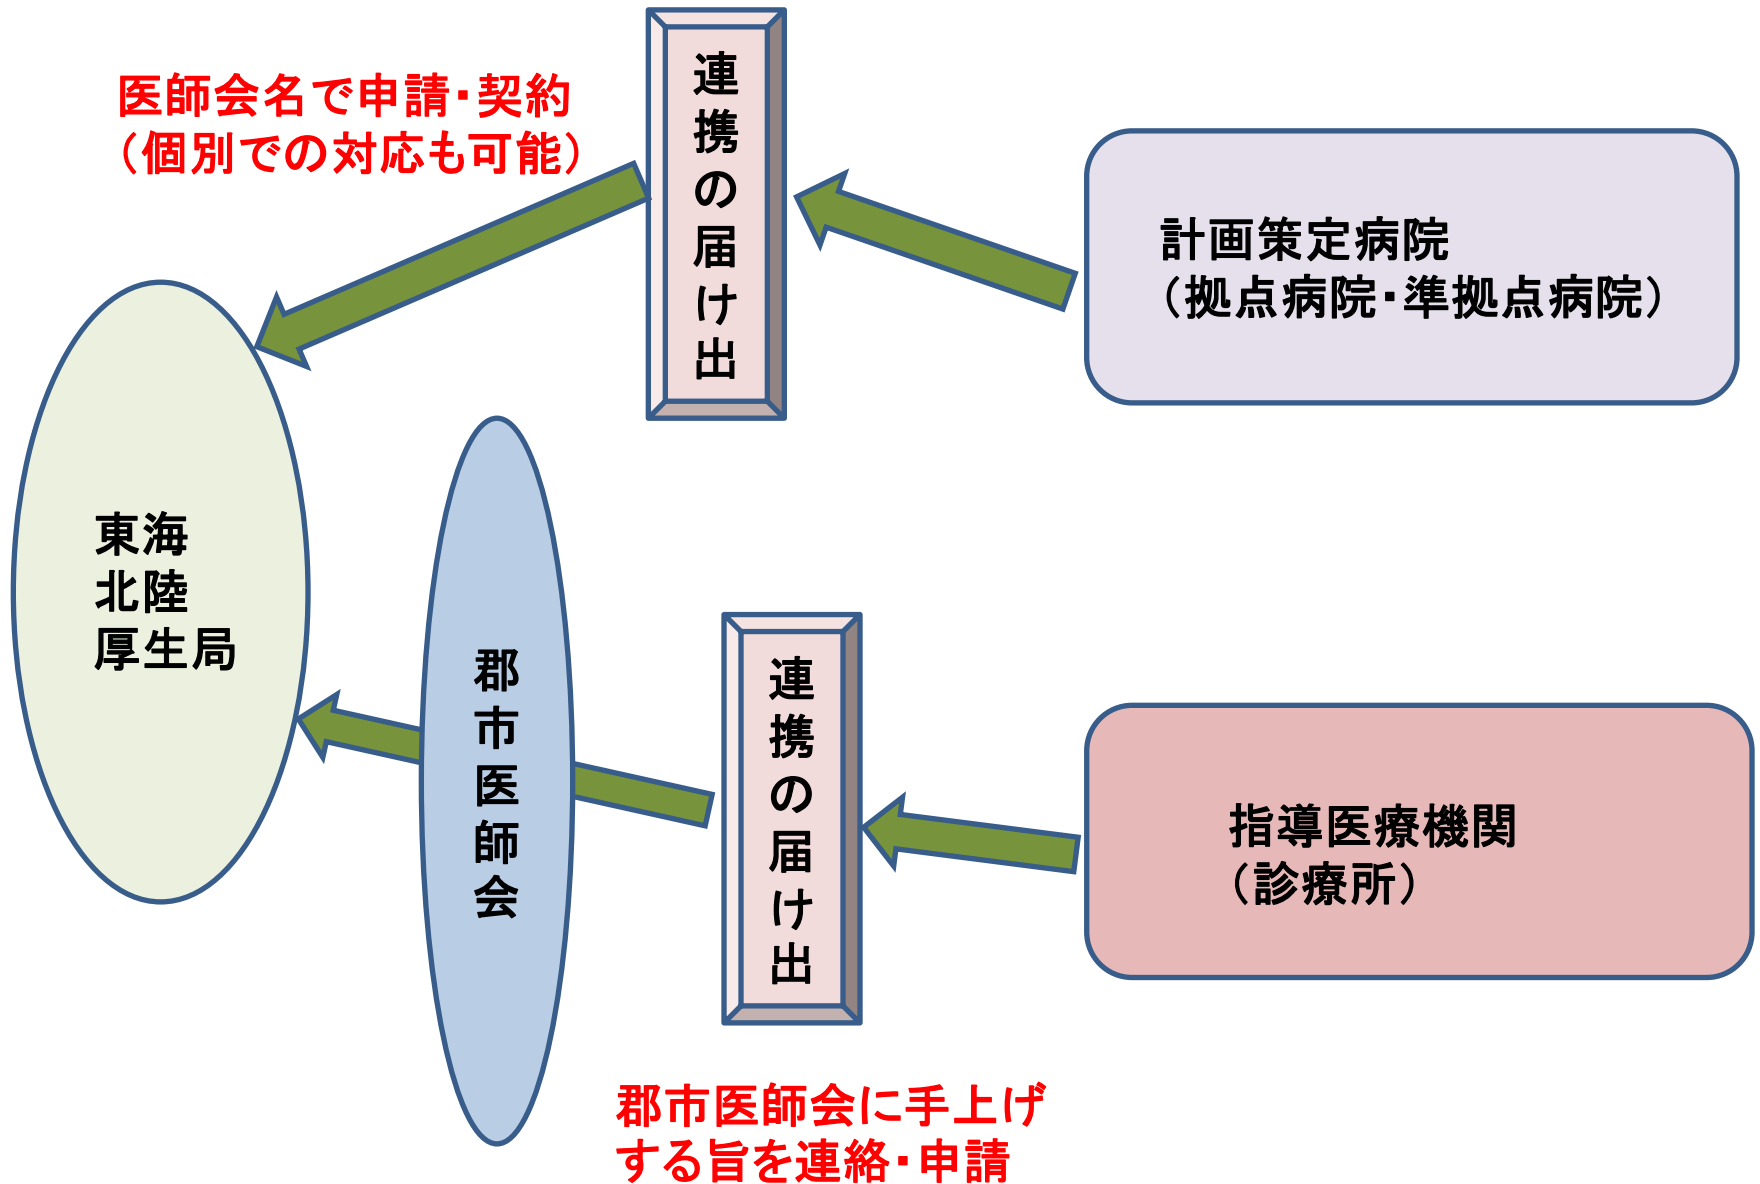 医師会名で申請・契約
（個別での対応も可能）
連携の届け出
計画策定病院
（拠点病院・準拠点病院）
東海
北陸
厚生局
郡市医師会
連携の届け出
指導医療機関
（診療所）
郡市医師会に手上げ
する旨を連絡・申請